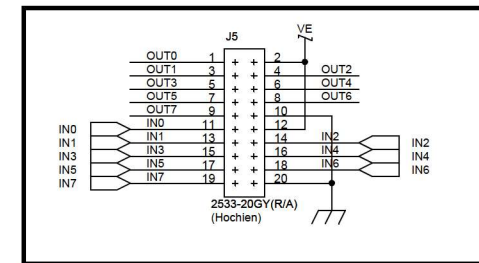 VE
J5
OUT0 1 2
OUT1 3 4 OUT2
OUT3 5 6 OUT4
OUT5 7 8 OUT6
OUT7 9 10
IN0 IN0 11 12
IN1 IN1 13 14 IN2 IN2
IN3 IN3 15 16 IN4 IN4
IN5 IN5 17 18 IN6 IN6
IN7 IN7 19 20
2533-20GY(R/A)
(Hochien)